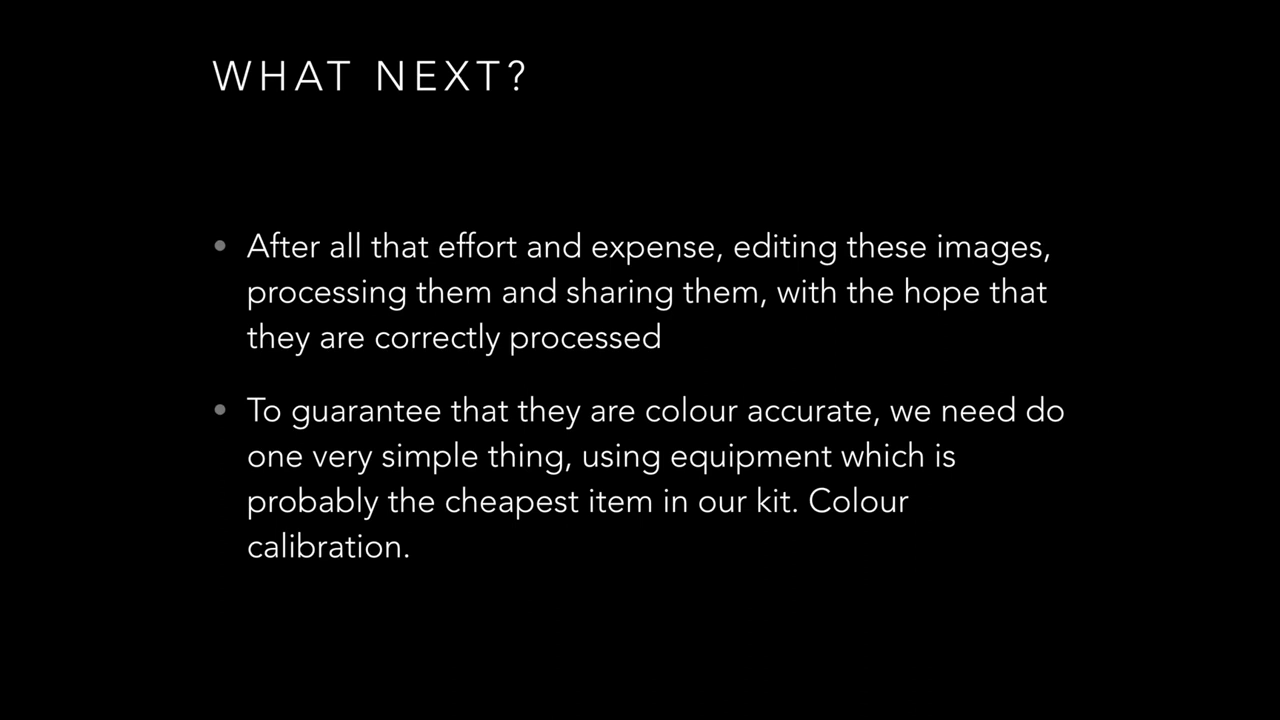 WHAT NEXT?
• After all that effort and expense, editing these images,
processing them and sharing them, with the hope that
they are correctly processed
• To guarantee that they are colour accurate, we need do
one very simple thing, using equipment which is
probably the cheapest item in our kit. Colour
calibration.